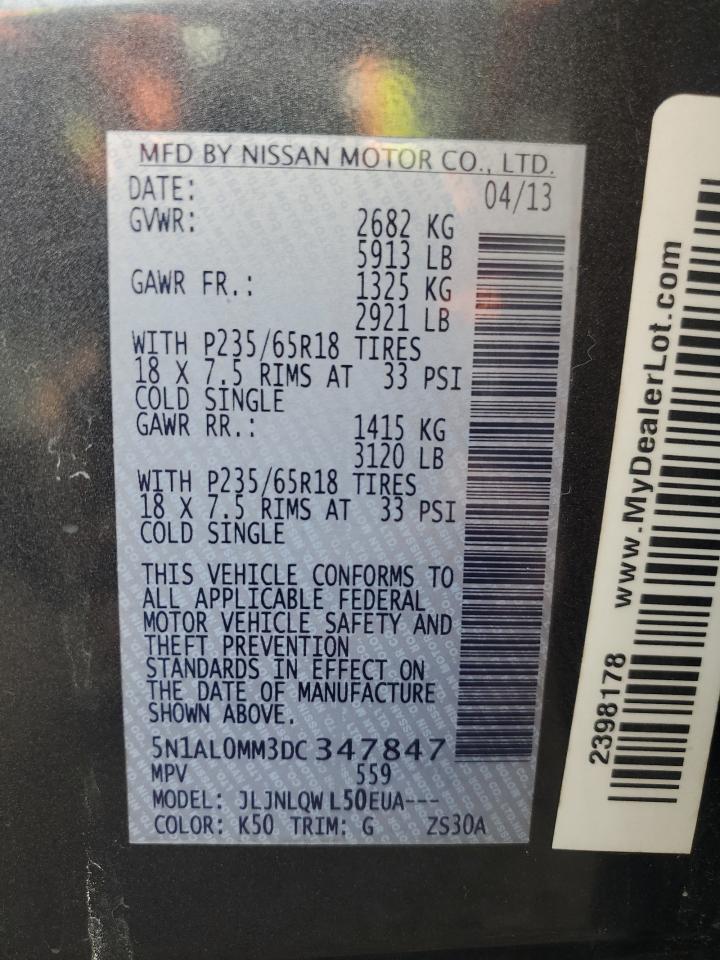 MFD BY NISSAN MOTOR CO., LTD.
DATE: 04/13
GVWR: 2682 KG
5913 LB
GAWR FR.: 1325 KG
2921 LB
WITH P235/65R18 TIRES
18 X 7.5 RIMS AT 33 PSI
COLD SINGLE
GAWR RR.: 1415 KG
3120 LB
WITH P235/65R18 TIRES
18 X 7.5 RIMS AT 33 PSI
COLD SINGLE
THIS VEHICLE CONFORMS TO
ALL APPLICABLE FEDERAL
MOTOR VEHICLE SAFETY AND
THEFT PREVENTION
STANDARDS IN EFFECT ON
THE DATE OF MANUFACTURE
SHOWN ABOVE.
5N1AL0MM3DC347847
MPV 559
MODEL: JLJNLQWL50EUA---
COLOR: K50 TRIM: G ZS30A
2398178 www.MyDealerLot.com